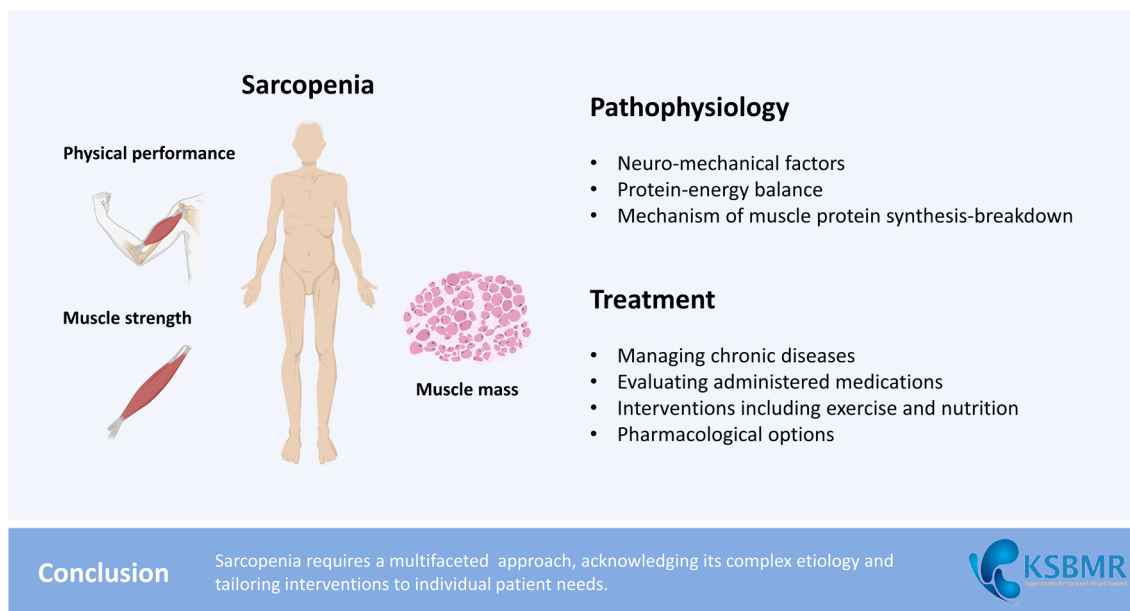 Sarcopenia
Physical performance
Muscle strength
Muscle mass
Pathophysiology
• Neuro-mechanical factors
• Protein-energy balance
• Mechanism of muscle protein synthesis-breakdown
Treatment
• Managing chronic diseases
• Evaluating administered medications
• Interventions including exercise and nutrition
• Pharmacological options
Conclusion
Sarcopenia requires a multifaceted approach, acknowledging its complex etiology and
tailoring interventions to individual patient needs.
KSBMR